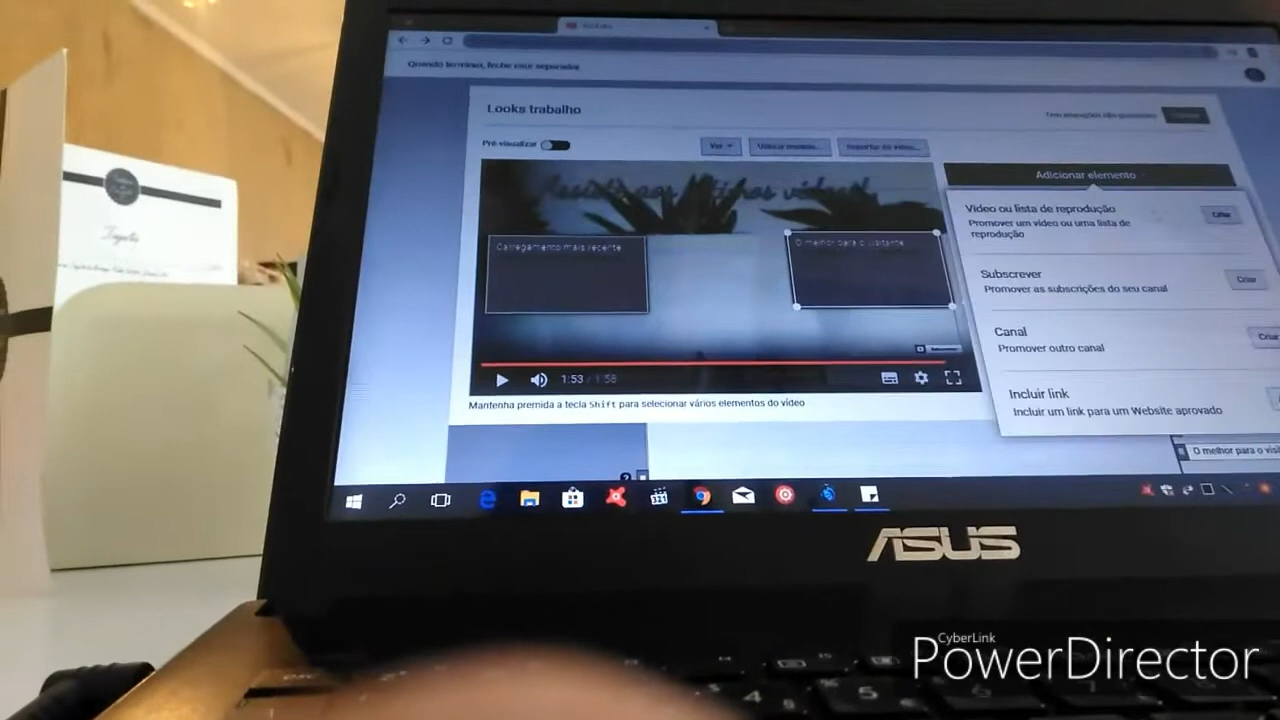 Quando terminar, feche este separador.
Looks trabalho
Pré-visualizar
Ver
Utilizar modelo...
Importar do vídeo...
Adicionar elemento
Vídeo ou lista de reprodução
Promover um vídeo ou uma lista de
reprodução
Criar
Subscrever
Promover as subscrições do seu canal
Criar
Canal
Promover outro canal
Criar
Incluir link
Incluir um link para um Website aprovado
Carregamento mais recente
O melhor para o visitante
1:53 / 1:58
Mantenha premida a tecla Shift para selecionar vários elementos do vídeo
O melhor para o visi
321
ASUS
4
5
CyberLink
PowerDirector